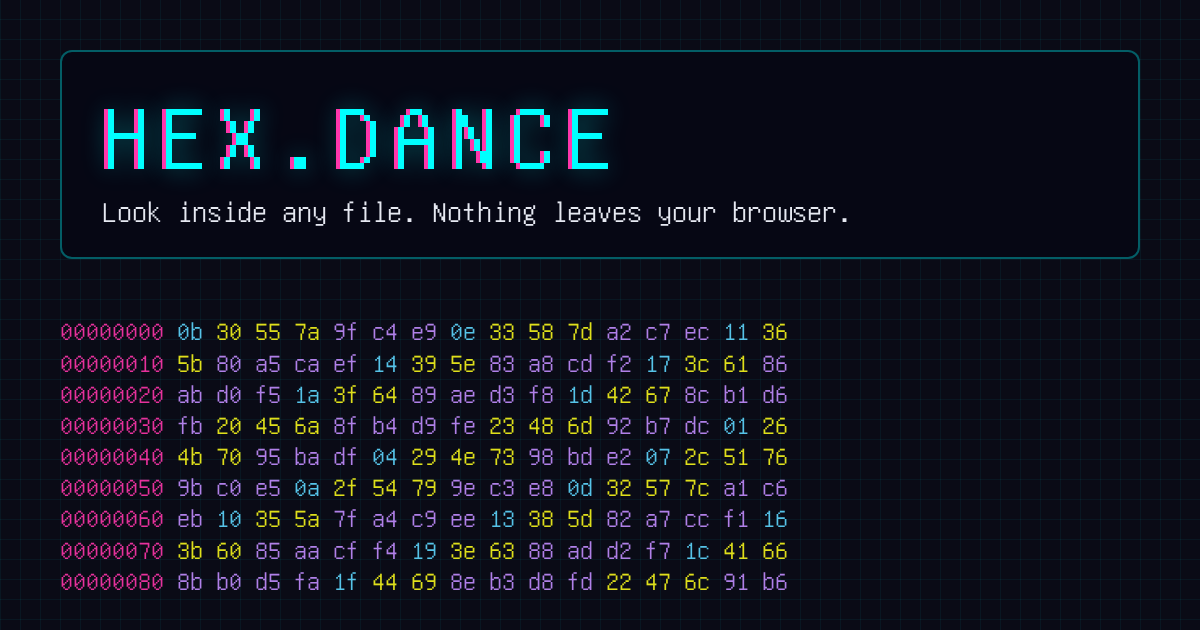 HEX.DANCE
Look inside any file. Nothing leaves your browser.
00000000 0b 30 55 7a 9f c4 e9 0e 33 58 7d a2 c7 ec 11 36
00000010 5b 80 a5 ca ef 14 39 5e 83 a8 cd f2 17 3c 61 86
00000020 ab d0 f5 1a 3f 64 89 ae d3 f8 1d 42 67 8c b1 d6
00000030 fb 20 45 6a 8f b4 d9 fe 23 48 6d 92 b7 dc 01 26
00000040 4b 70 95 ba df 04 29 4e 73 98 bd e2 07 2c 51 76
00000050 9b c0 e5 0a 2f 54 79 9e c3 e8 0d 32 57 7c a1 c6
00000060 eb 10 35 5a 7f a4 c9 ee 13 38 5d 82 a7 cc f1 16
00000070 3b 60 85 aa cf f4 19 3e 63 88 ad d2 f7 1c 41 66
00000080 8b b0 d5 fa 1f 44 69 8e b3 d8 fd 22 47 6c 91 b6